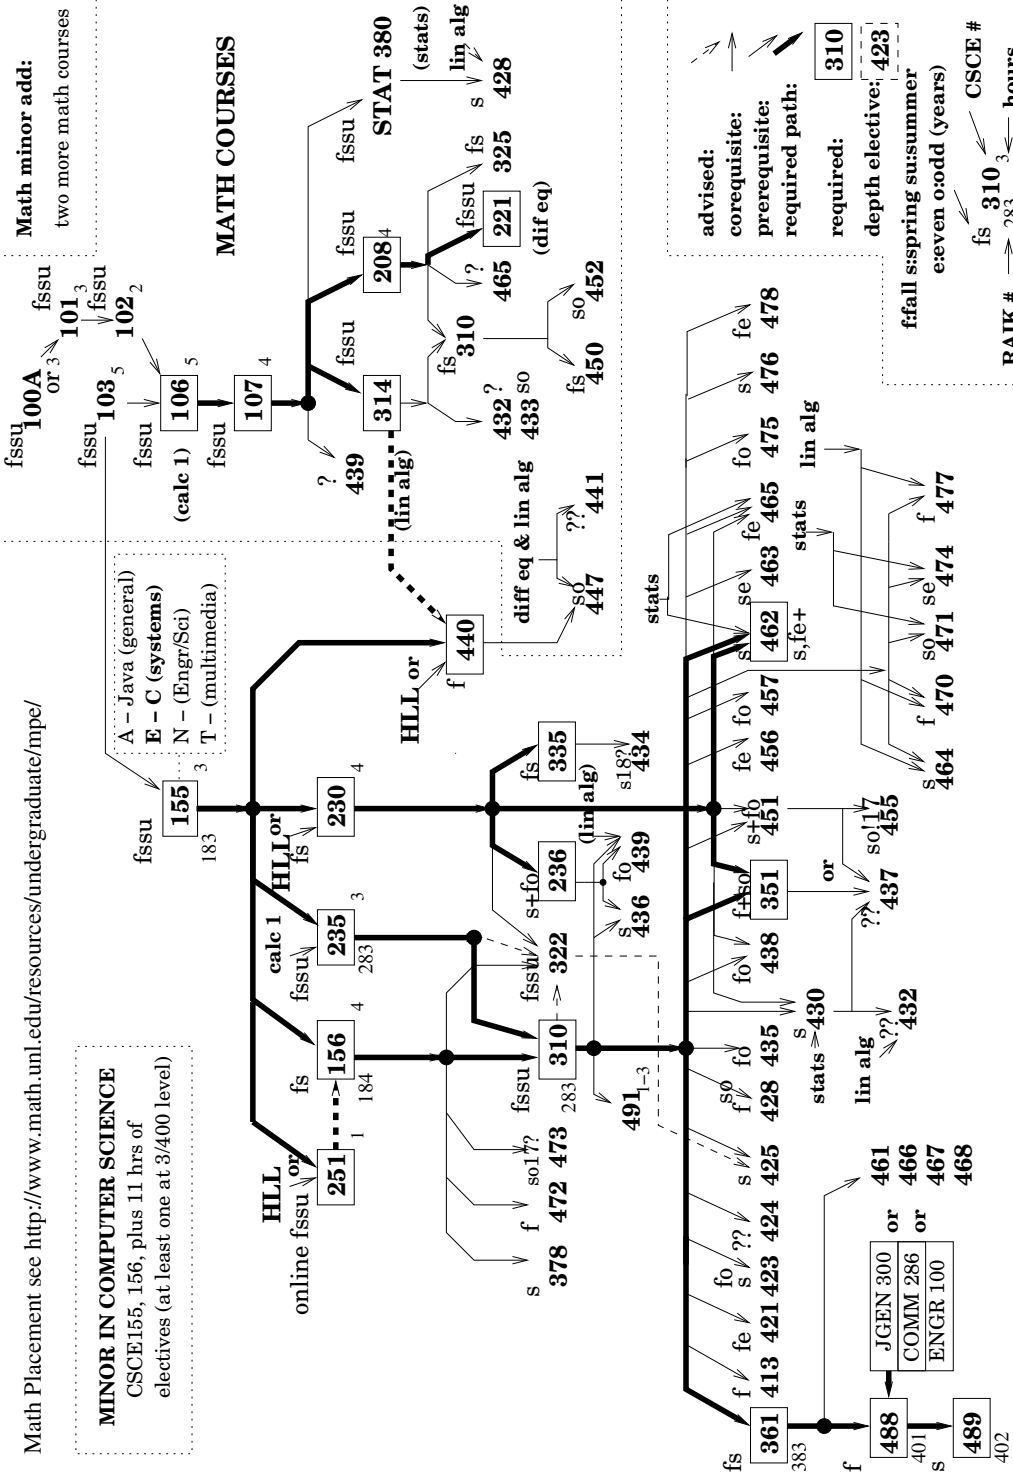 Math Placement see http://www.math.unl.edu/resources/undergraduate/mpe/
MINOR IN COMPUTER SCIENCE
CSCE155, 156, plus 11 hrs of
electives (at least one at 3/400 level)
A – Java (general)
E – C (systems)
N – (Engr/Sci)
T – (multimedia)
Math minor add:
two more math courses
MATH COURSES
fssu
100A
or 3
fssu
101 3
fssu
102 2
fssu
103 5
fssu
106 5
(calc 1)
fssu
107 4
?
439
fssu
314
(lin alg)
fssu
208 4
fssu
STAT 380
(stats)
lin alg
s
428
fs
325
fssu
221
(dif eq)
?
465
fs
310
432 ?
433 so
fs
450
so
452
fssu
155 3
183
HLL or
online fssu
251 1
fs
156 4
184
calc 1
fssu
235 3
283
HLL or
fs
230 4
HLL or
f
440
diff eq & lin alg
so
447
??
441
s
378
f
472
so17?
473
fssu
310
283
fssu
322
s+fo
236
fs
335
s18?
434
(lin alg)
491 1–3
s
436
fo
439
fs
361
383
f
413
fe
421
fo
s
423
??
424
s
425
so
f
428
fo
435
s
430
stats
fo
438
f+so
351
s+fo
451
fe
456
fo
457
s
462
s,fe+
stats
se
463
fe
465
fo
475
s
476
fe
478
lin alg
??
432
??
437
or
so!17
455
s
464
f
470
so
471
se
474
f
477
stats
lin alg
461
466
467
468
f
488
401
JGEN 300
COMM 286
ENGR 100
or
or
s
489
402
advised:
corequisite:
prerequisite:
required path:
required:
310
depth elective:
423
f:fall s:spring su:summer
e:even o:odd (years)
fs
310 3
CSCE #
RAIK #
283
hours